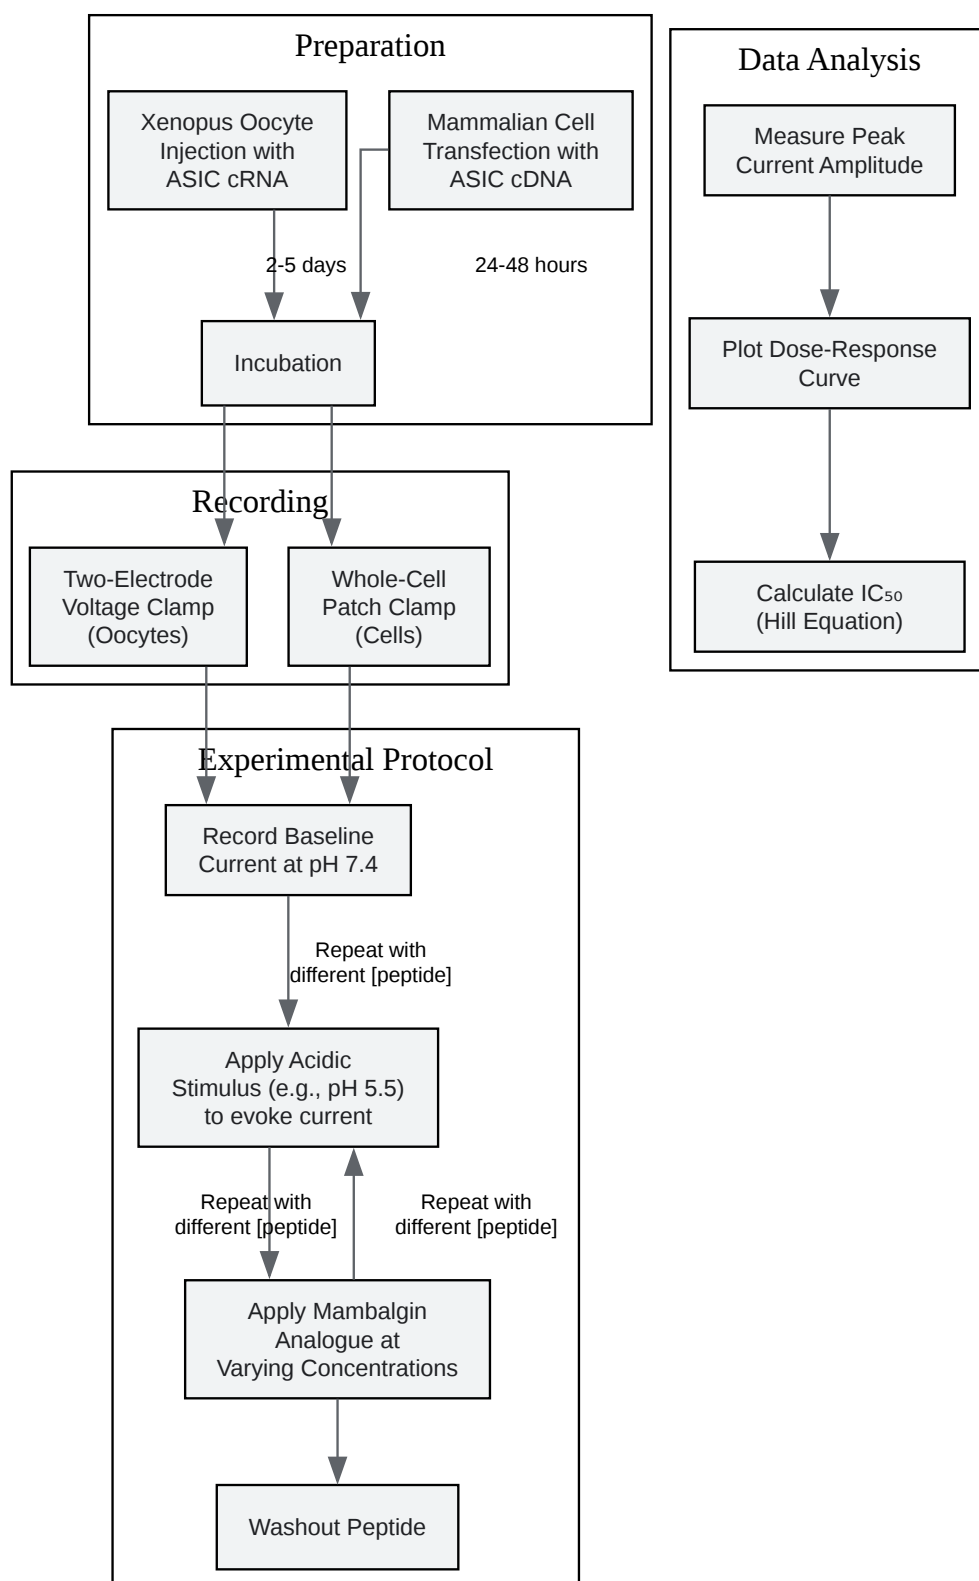 Preparation
Xenopus Oocyte
Injection with
ASIC cRNA
Mammalian Cell
Transfection with
ASIC cDNA
2-5 days
24-48 hours
Incubation
Recording
Two-Electrode
Voltage Clamp
(Oocytes)
Whole-Cell
Patch Clamp
(Cells)
Experimental Protocol
Record Baseline
Current at pH 7.4
Repeat with
different [peptide]
Apply Acidic
Stimulus (e.g., pH 5.5)
to evoke current
Repeat with
different [peptide]
Repeat with
different [peptide]
Apply Mambalgin
Analogue at
Varying Concentrations
Washout Peptide
Data Analysis
Measure Peak
Current Amplitude
Plot Dose-Response
Curve
Calculate IC₅₀
(Hill Equation)